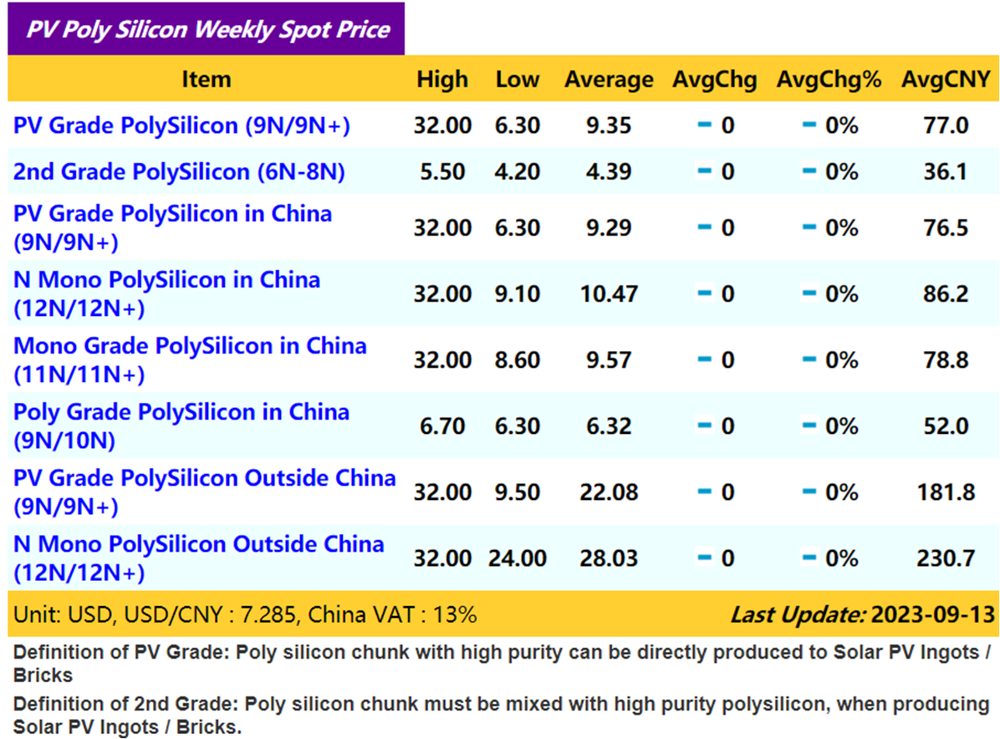 PV Poly Silicon Weekly Spot Price
Item High Low Average AvgChg AvgChg% AvgCNY
PV Grade PolySilicon (9N/9N+) 32.00 6.30 9.35 0 0% 77.0
2nd Grade PolySilicon (6N-8N) 5.50 4.20 4.39 0 0% 36.1
PV Grade PolySilicon in China
(9N/9N+) 32.00 6.30 9.29 0 0% 76.5
N Mono PolySilicon in China
(12N/12N+) 32.00 9.10 10.47 0 0% 86.2
Mono Grade PolySilicon in China
(11N/11N+) 32.00 8.60 9.57 0 0% 78.8
Poly Grade PolySilicon in China
(9N/10N) 6.70 6.30 6.32 0 0% 52.0
PV Grade PolySilicon Outside China
(9N/9N+) 32.00 9.50 22.08 0 0% 181.8
N Mono PolySilicon Outside China
(12N/12N+) 32.00 24.00 28.03 0 0% 230.7
Unit: USD, USD/CNY : 7.285, China VAT : 13% Last Update: 2023-09-13
Definition of PV Grade: Poly silicon chunk with high purity can be directly produced to Solar PV Ingots /
Bricks
Definition of 2nd Grade: Poly silicon chunk must be mixed with high purity polysilicon, when producing
Solar PV Ingots / Bricks.